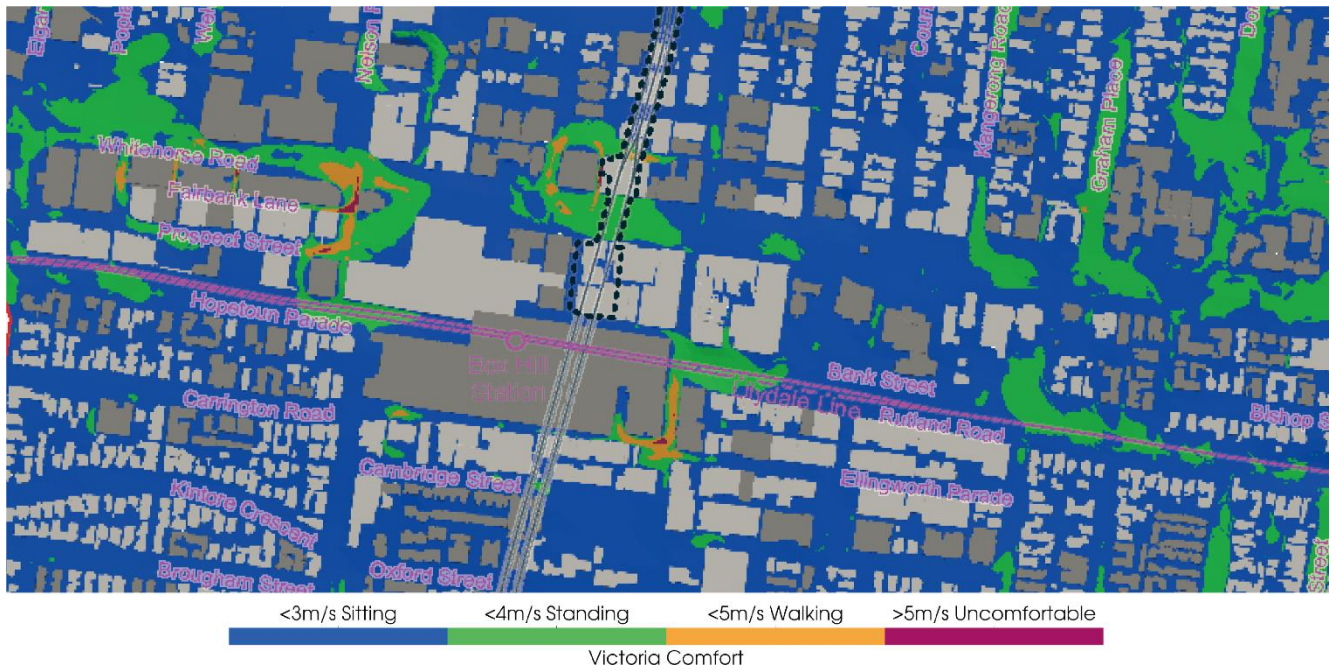 Nelson R
Kangerong Road
Graham Place
Whitehorse Road
Fairbank Lane
Prospect Street
Hopetoun Parade
Box Hill
Station
Bank Street
Lilydale Line
Rutland Road
Bishop S
Carrington Road
Cambridge Street
Ellingworth Parade
Kintore Crescent
Brougham Street
Oxford Street
Street
<3m/s Sitting
<4m/s Standing
<5m/s Walking
>5m/s Uncomfortable
Victoria Comfort